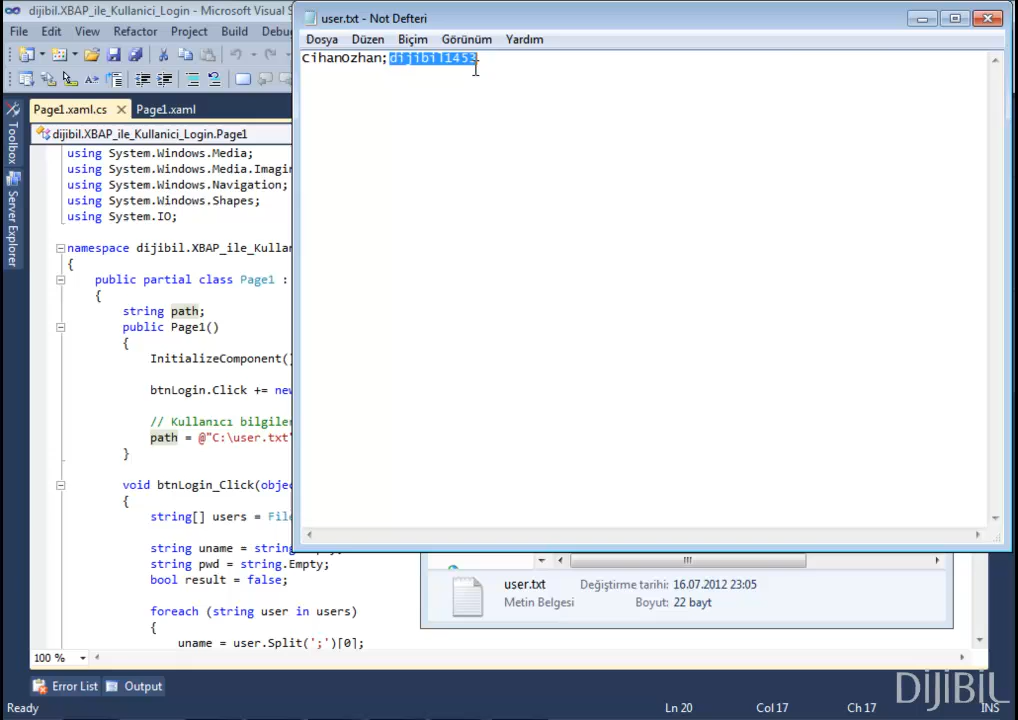 dijibil.XBAP_ile_Kullanici_Login - Microsoft Visual S
File Edit View Refactor Project Build Debu
Page1.xaml.cs Page1.xaml
dijibil.XBAP_ile_Kullanici_Login.Page1
Toolbox
Server Explorer
using System.Windows.Media;
using System.Windows.Media.Imagin
using System.Windows.Navigation;
using System.Windows.Shapes;
using System.IO;
namespace dijibil.XBAP_ile_Kullan
{
public partial class Page1 :
{
string path;
public Page1()
{
InitializeComponent()
btnLogin.Click += new
// Kullanıcı bilgiler
path = @"C:\user.txt"
}
void btnLogin_Click(objec
{
string[] users = File
string uname = string
string pwd = string.Empty;
bool result = false;
foreach (string user in users)
{
uname = user.Split(';')[0];
100 %
Error List Output
Ready Ln 20 Col 17 Ch 17 INS
user.txt - Not Defteri
Dosya Düzen Biçim Görünüm Yardım
CihanOzhan;dijibil1453
user.txt Değiştirme tarihi: 16.07.2012 23:05
Metin Belgesi Boyut: 22 bayt
DIJIBIL